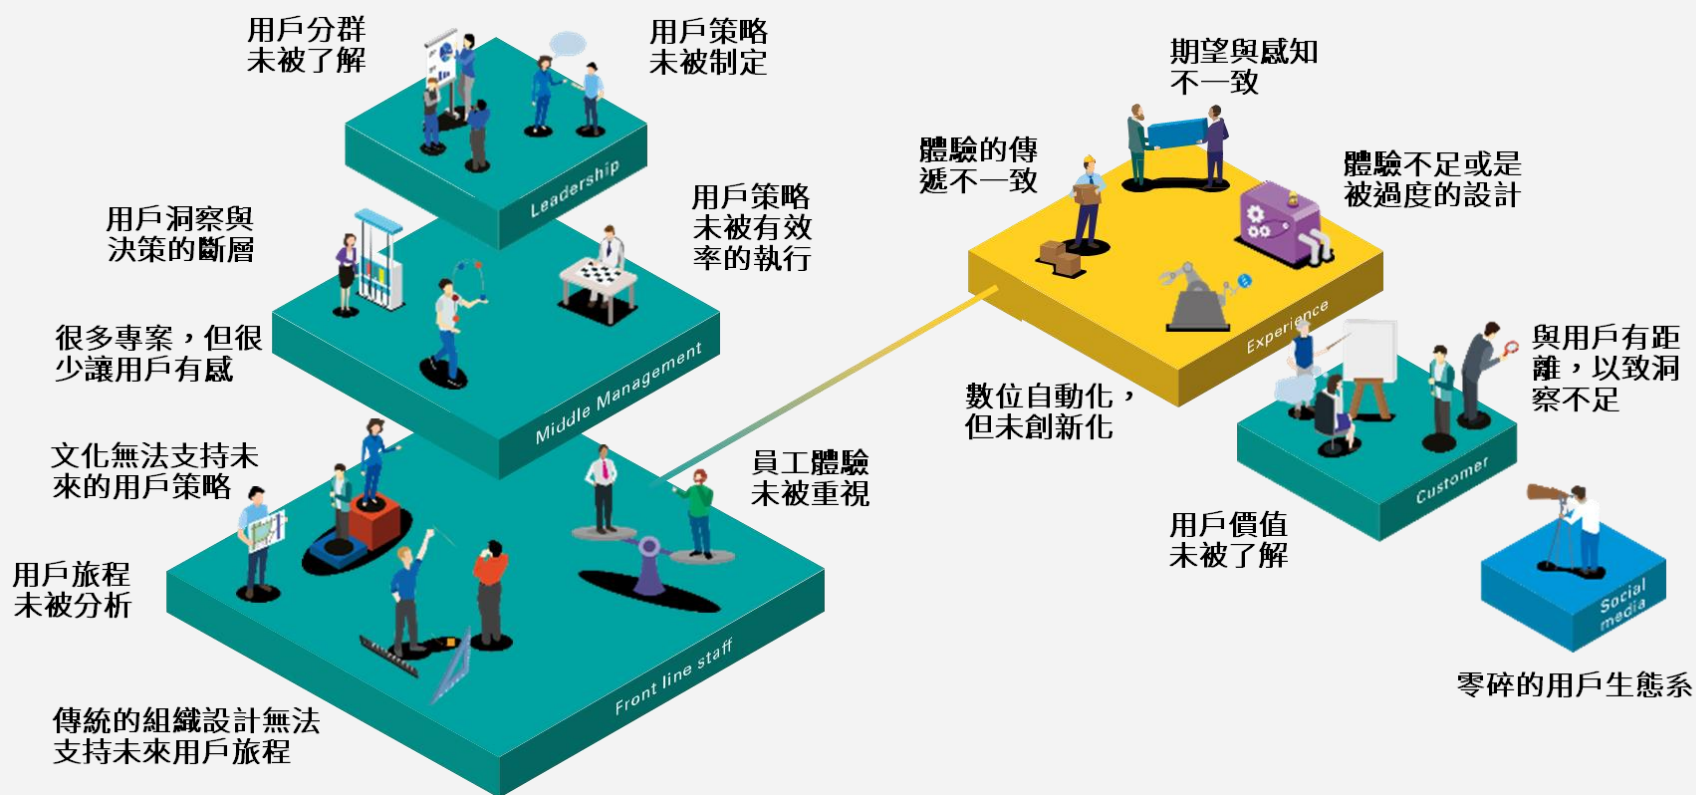 用戶分群
未被了解
用戶策略
未被制定
Leadership
用戶洞察與
決策的斷層
用戶策略
未被有效
率的執行
很多專案，但很
少讓用戶有感
Middle Management
文化無法支持未
來的用戶策略
員工體驗
未被重視
用戶旅程
未被分析
Front line staff
傳統的組織設計無法
支持未來用戶旅程
期望與感知
不一致
體驗的傳
遞不一致
體驗不足或是
被過度的設計
Experience
數位自動化，
但未創新化
與用戶有距
離，以致洞
察不足
Customer
用戶價值
未被了解
Social
media
零碎的用戶生態系